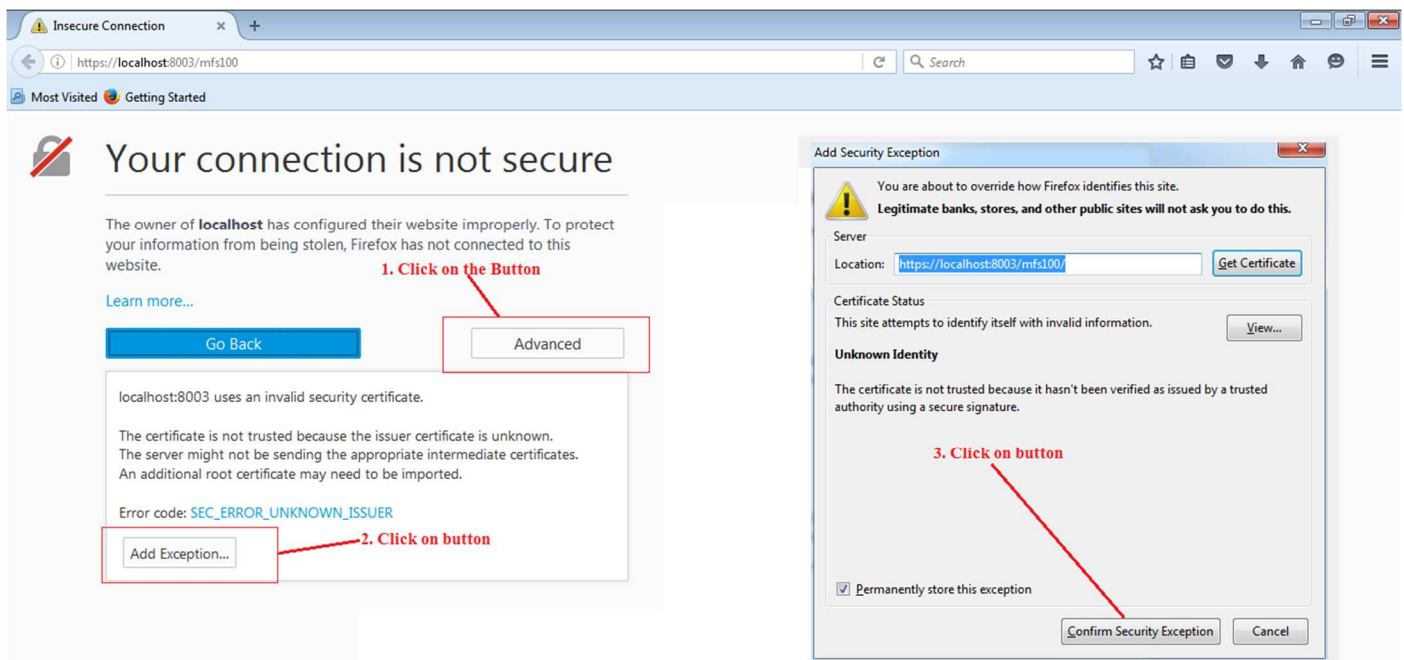 Insecure Connection
https://localhost:8003/mfs100
Search
Most Visited
Getting Started
Your connection is not secure
The owner of localhost has configured their website improperly. To protect
your information from being stolen, Firefox has not connected to this
website.
1. Click on the Button
Learn more...
Go Back
Advanced
localhost:8003 uses an invalid security certificate.
The certificate is not trusted because the issuer certificate is unknown.
The server might not be sending the appropriate intermediate certificates.
An additional root certificate may need to be imported.
Error code: SEC_ERROR_UNKNOWN_ISSUER
2. Click on button
Add Exception...
Add Security Exception
You are about to override how Firefox identifies this site.
Legitimate banks, stores, and other public sites will not ask you to do this.
Server
Location:
https://localhost:8003/mfs100/
Get Certificate
Certificate Status
This site attempts to identify itself with invalid information.
View...
Unknown Identity
The certificate is not trusted because it hasn't been verified as issued by a trusted
authority using a secure signature.
3. Click on button
Permanently store this exception
Confirm Security Exception
Cancel